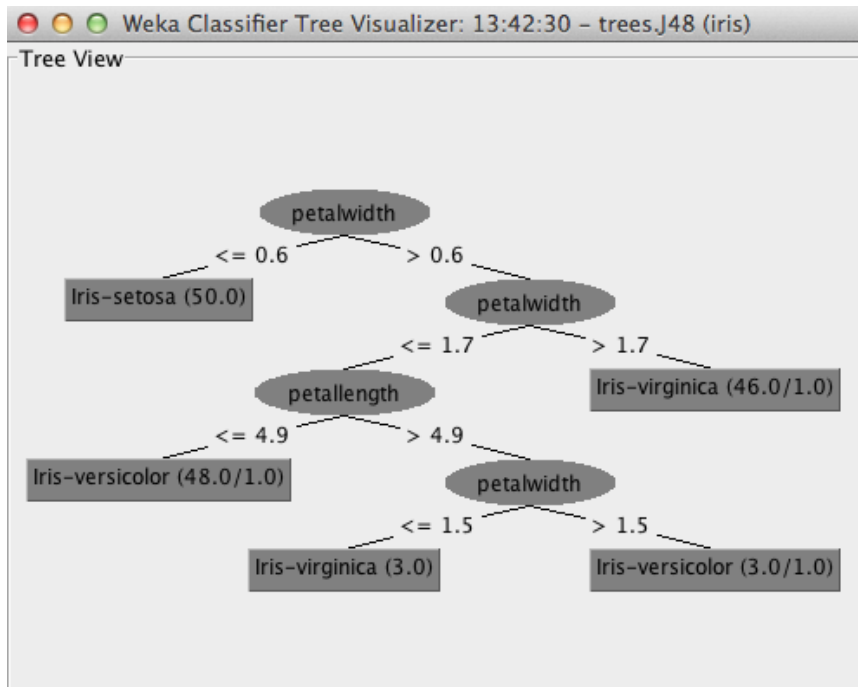 Weka Classifier Tree Visualizer: 13:42:30 – trees.J48 (iris)
Tree View
petalwidth
<= 0.6 > 0.6
Iris-setosa (50.0)
petalwidth
<= 1.7 > 1.7
petallength
Iris-virginica (46.0/1.0)
<= 4.9 > 4.9
Iris-versicolor (48.0/1.0)
petalwidth
<= 1.5 > 1.5
Iris-virginica (3.0) Iris-versicolor (3.0/1.0)